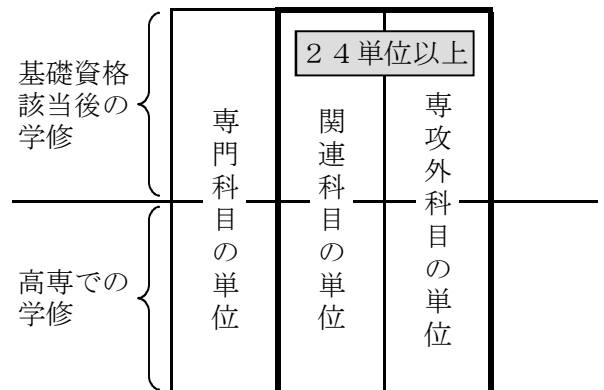 ２４単位以上
基礎資格
該当後の
学修
専門科目の単位
関連科目の単位
専攻外科目の単位
高専での
学修